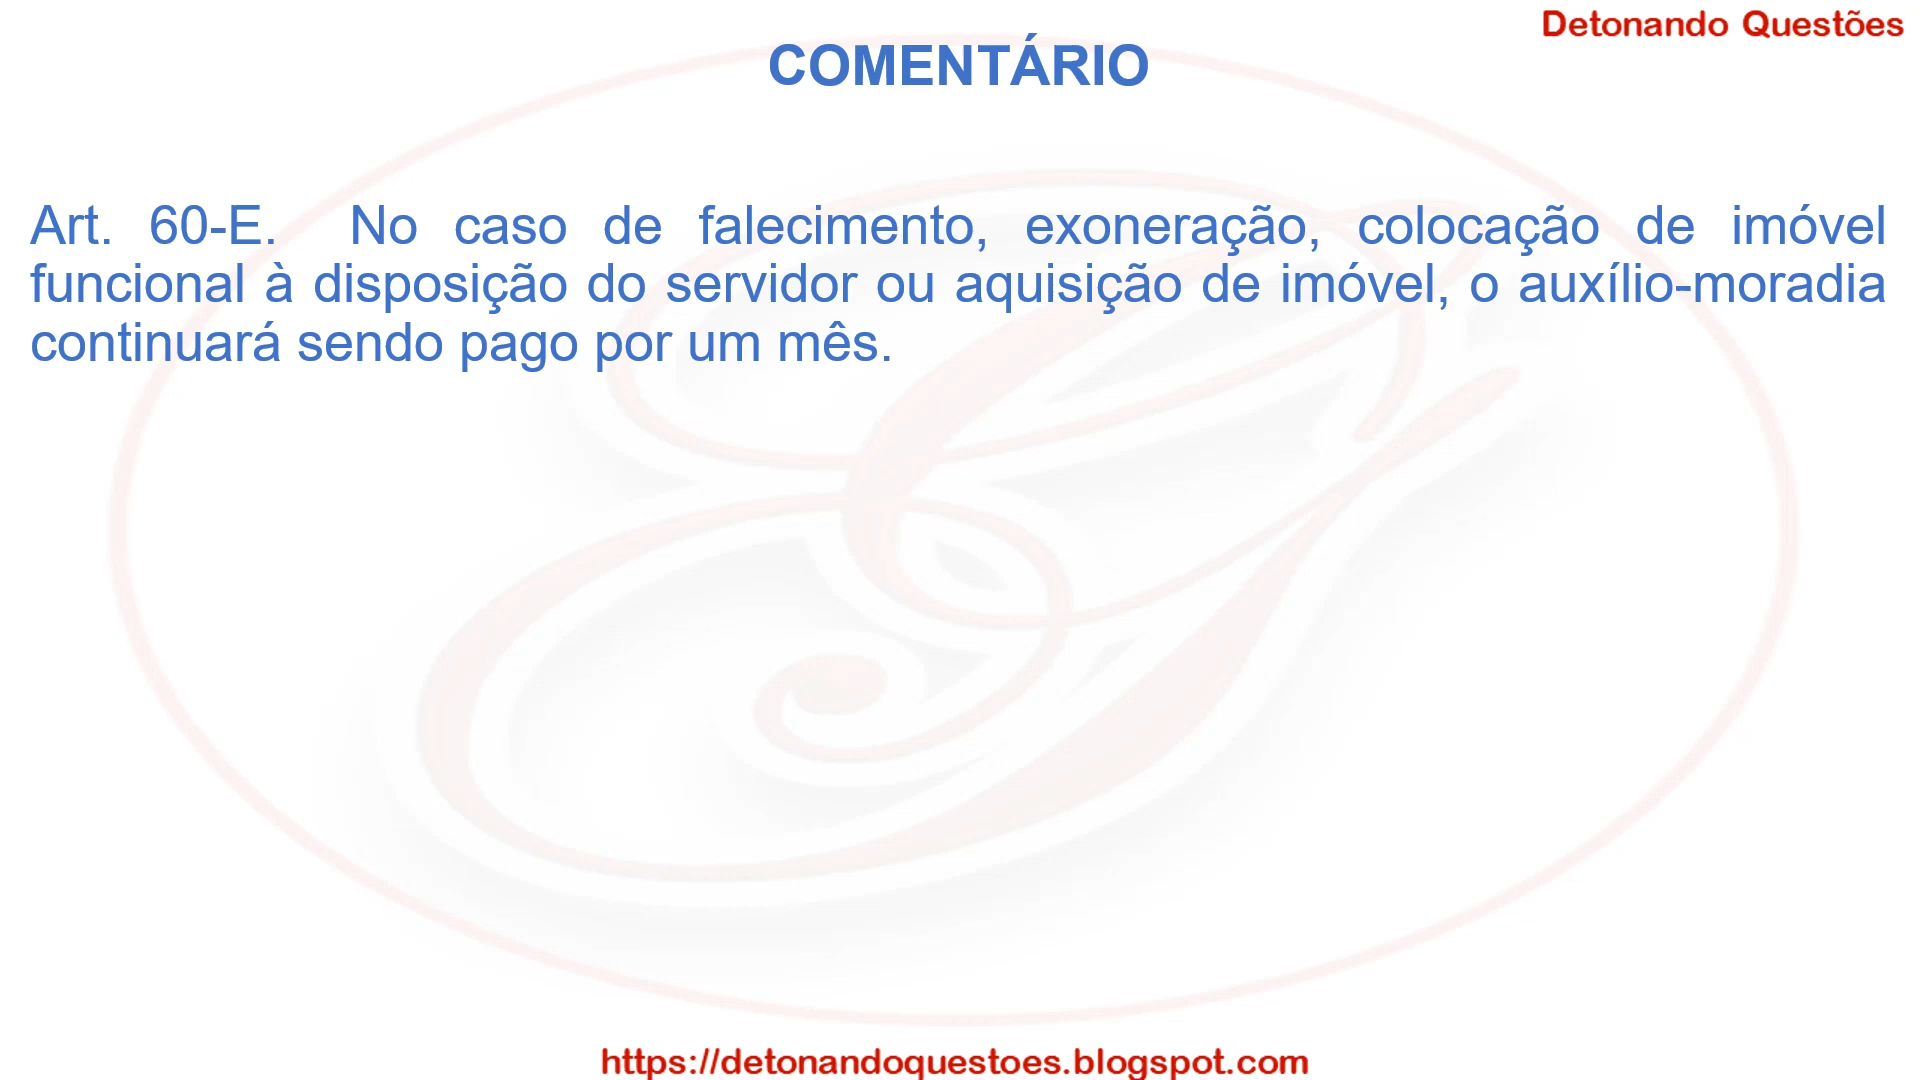 Detonando Questões
COMENTÁRIO
Art. 60-E. No caso de falecimento, exoneração, colocação de imóvel
funcional à disposição do servidor ou aquisição de imóvel, o auxílio-moradia
continuará sendo pago por um mês.
https://detonandoquestoes.blogspot.com